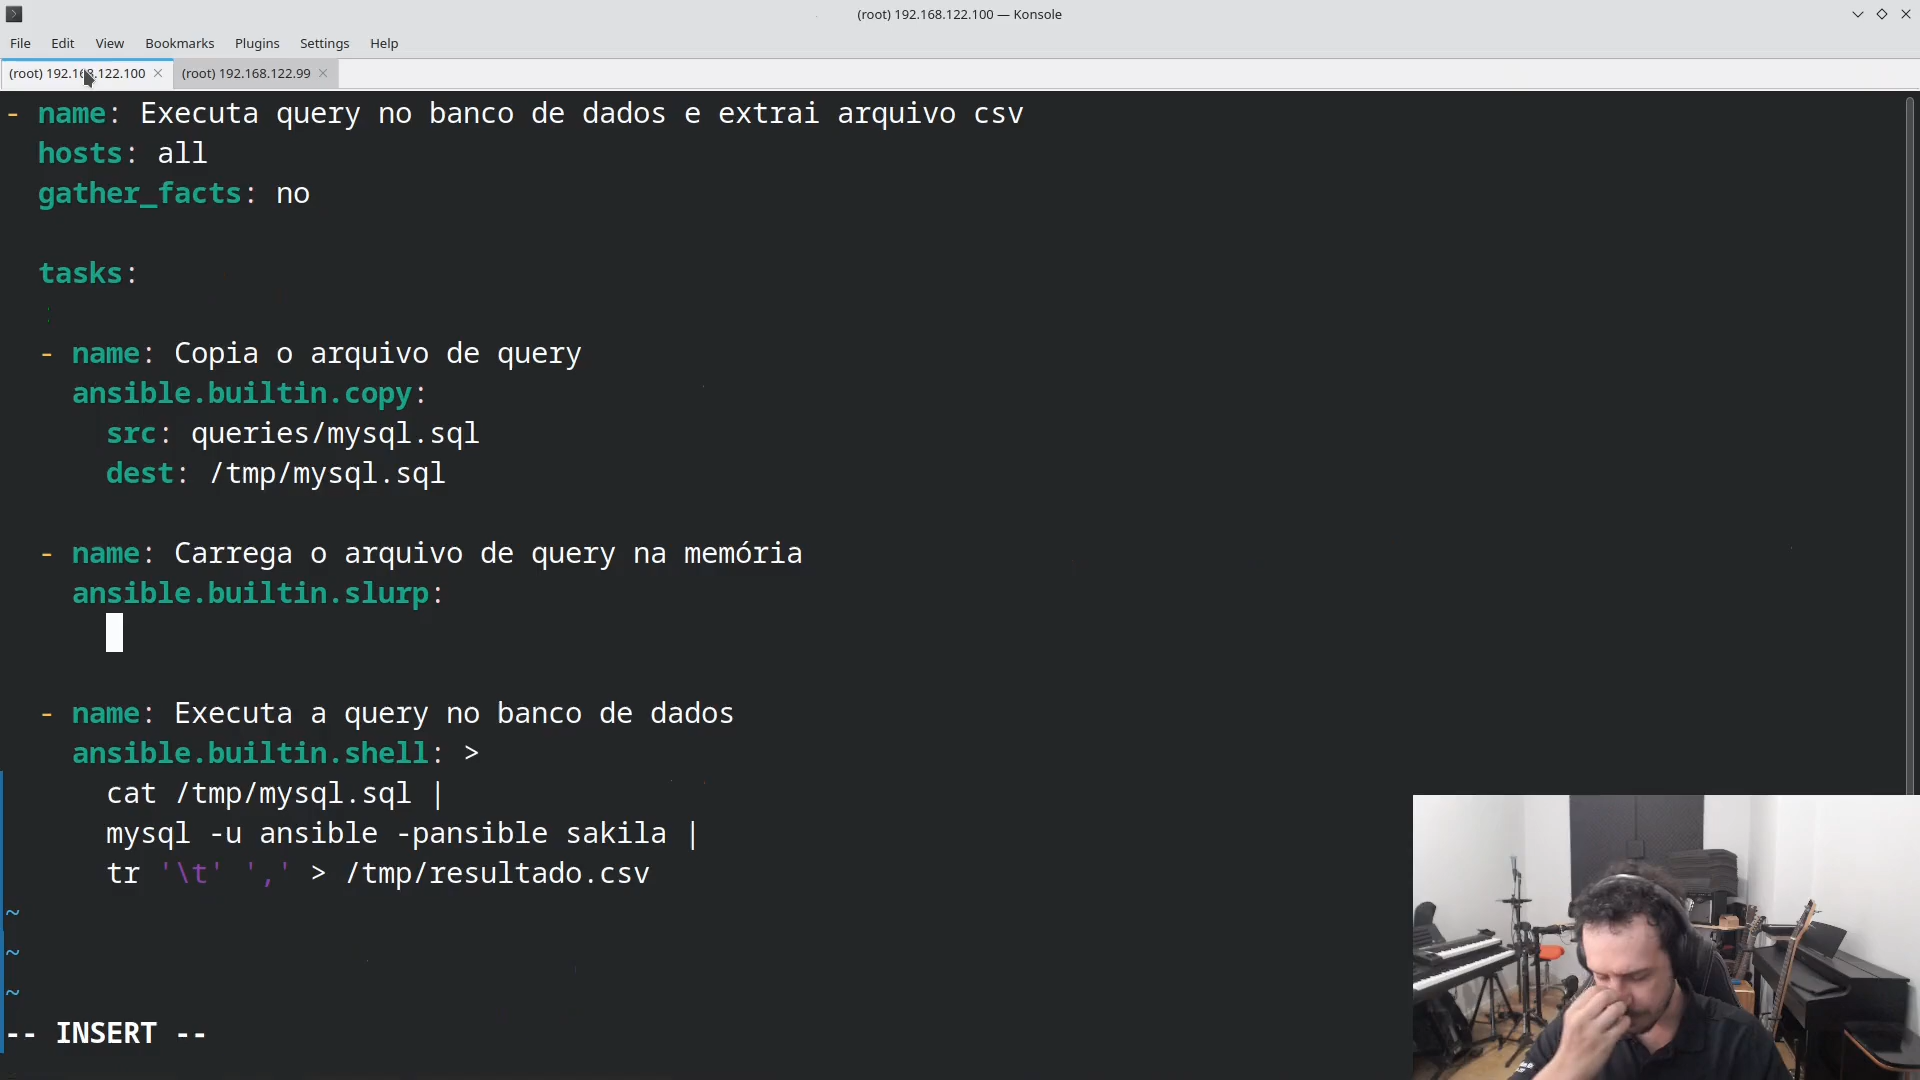 (root) 192.168.122.100 — Konsole
File Edit View Bookmarks Plugins Settings Help
(root) 192.168.122.100 (root) 192.168.122.99
- name: Executa query no banco de dados e extrai arquivo csv
hosts: all
gather_facts: no
tasks:
- name: Copia o arquivo de query
ansible.builtin.copy:
src: queries/mysql.sql
dest: /tmp/mysql.sql
- name: Carrega o arquivo de query na memória
ansible.builtin.slurp:
- name: Executa a query no banco de dados
ansible.builtin.shell: >
cat /tmp/mysql.sql |
mysql -u ansible -pansible sakila |
tr '\t' ',' > /tmp/resultado.csv
~
~
~
-- INSERT --